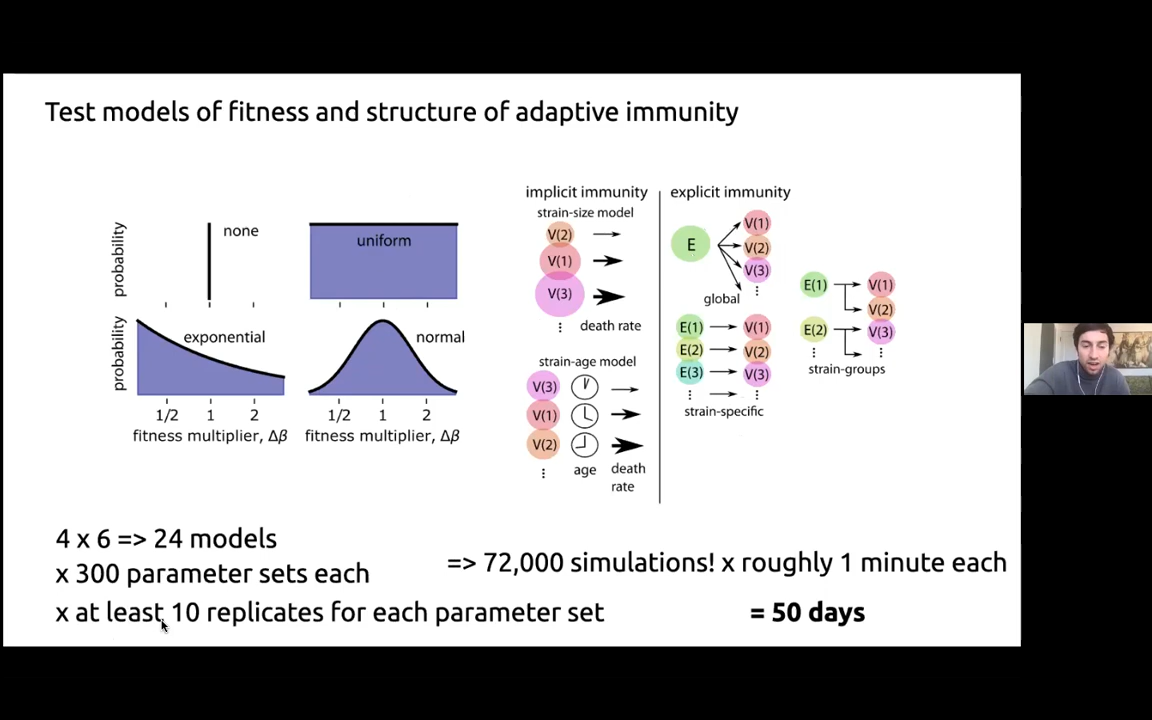 Test models of fitness and structure of adaptive immunity
probability
none
uniform
probability
exponential
normal
1/2 1 2
1/2 1 2
fitness multiplier, Δβ
fitness multiplier, Δβ
implicit immunity
strain-size model
V(2)
V(1)
V(3)
⋮ death rate
strain-age model
V(3)
V(1)
V(2)
⋮ age death
rate
explicit immunity
E
V(1)
V(2)
V(3)
⋮
global
E(1) V(1)
E(2) V(2)
E(3) V(3)
⋮ ⋮
strain-specific
E(1) V(1)
V(2)
E(2) V(3)
⋮ ⋮
strain-groups
4 x 6 => 24 models
x 300 parameter sets each
x at least 10 replicates for each parameter set
=> 72,000 simulations! x roughly 1 minute each
= 50 days